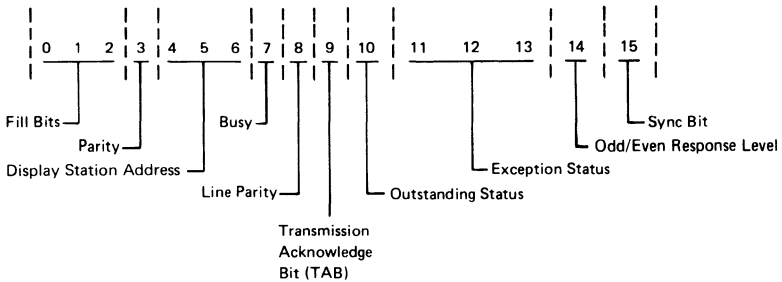 0 1 2 3 4 5 6 7 8 9 10 11 12 13 14 15
Fill Bits
Busy
Sync Bit
Parity
Odd/Even Response Level
Display Station Address
Exception Status
Line Parity
Outstanding Status
Transmission
Acknowledge
Bit (TAB)